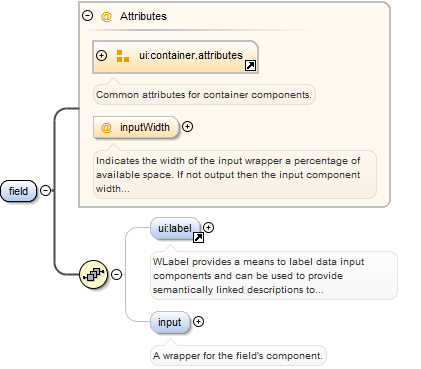 @ Attributes
ui:container.attributes
Common attributes for container components.
@ inputWidth
Indicates the width of the input wrapper a percentage of
available space. If not output then the input component
width...
field
ui:label
WLabel provides a means to label data input
components and can be used to provide
semantically linked descriptions to...
input
A wrapper for the field's component.